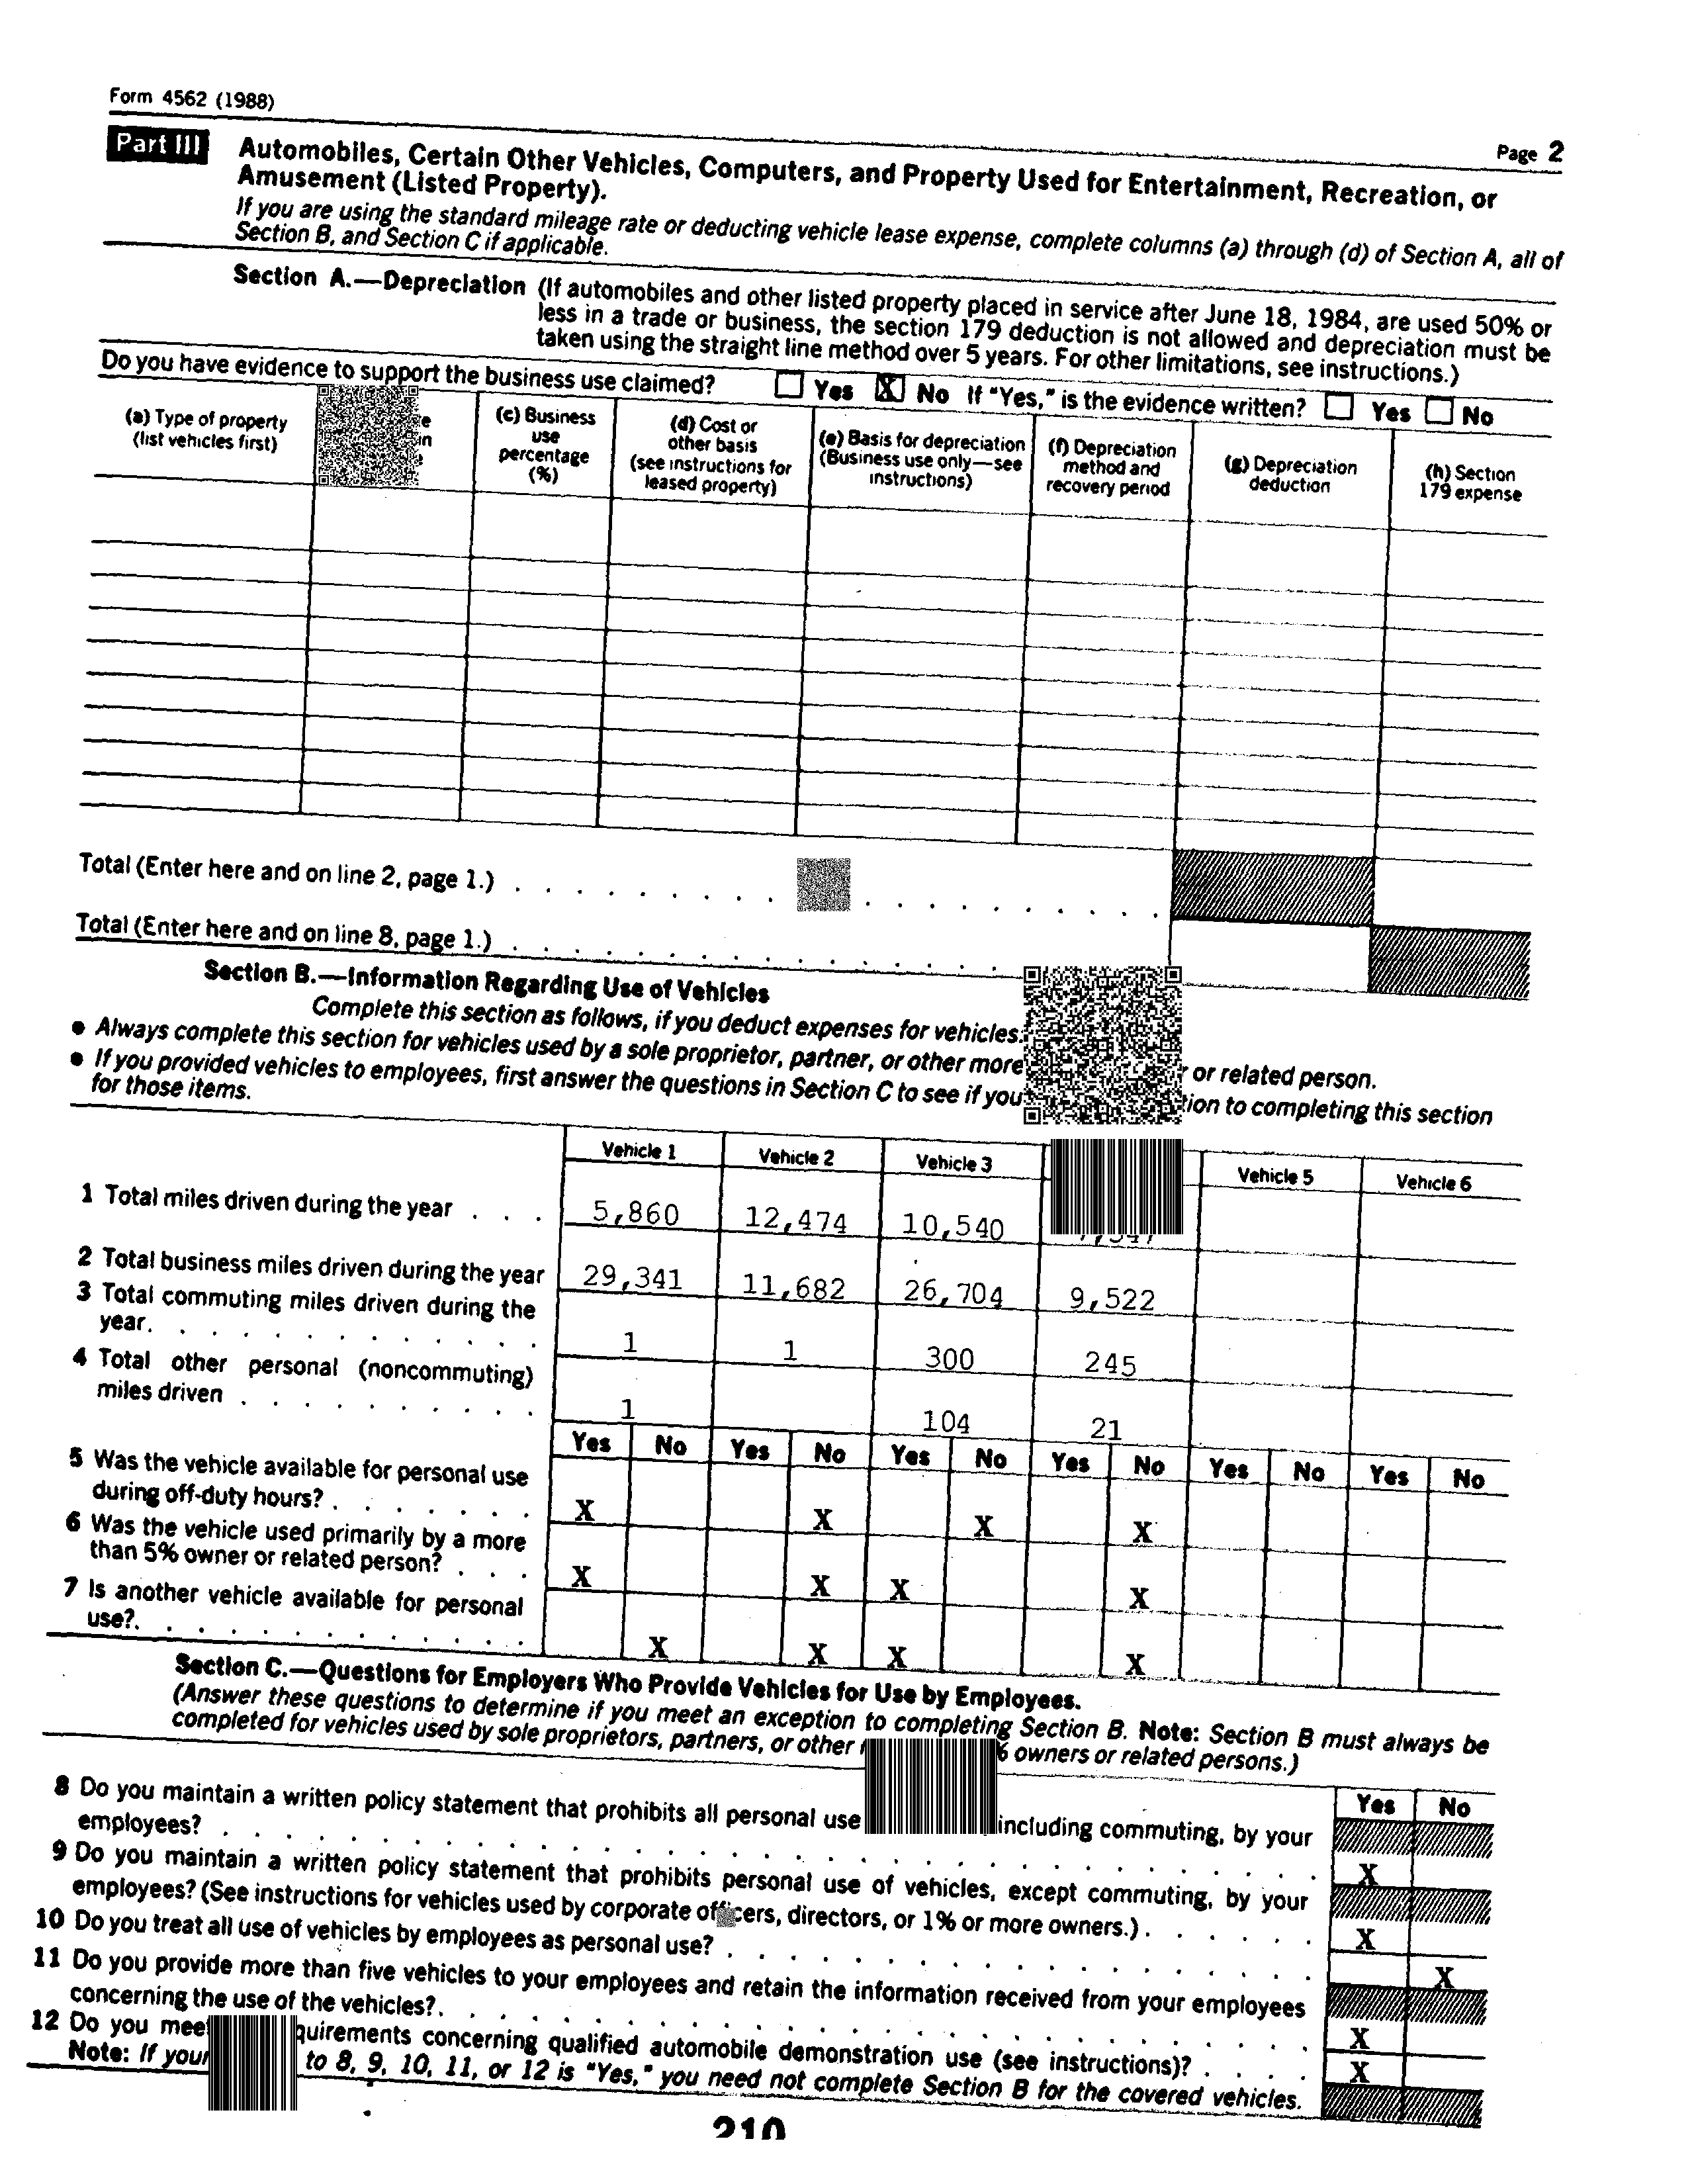 Form 4562 (1988)
Page 2
Part III Automobiles, Certain Other Vehicles, Computers, and Property Used for Entertainment, Recreation, or
Amusement (Listed Property).
If you are using the standard mileage rate or deducting vehicle lease expense, complete columns (a) through (d) of Section A, all of
Section B, and Section C if applicable.
Section A.—Depreciation (If automobiles and other listed property placed in service after June 18, 1984, are used 50% or
less in a trade or business, the section 179 deduction is not allowed and depreciation must be
taken using the straight line method over 5 years. For other limitations, see instructions.)
Do you have evidence to support the business use claimed? Yes X No If "Yes," is the evidence written? Yes No
(a) Type of property
(list vehicles first)
(c) Business
use
percentage
(%)
(d) Cost or
other basis
(see instructions for
leased property)
(e) Basis for depreciation
(Business use only—see
instructions)
(f) Depreciation
method and
recovery period
(g) Depreciation
deduction
(h) Section
179 expense
Total (Enter here and on line 2, page 1.)
Total (Enter here and on line 8, page 1.)
Section B.—Information Regarding Use of Vehicles
Complete this section as follows, if you deduct expenses for vehicles:
● Always complete this section for vehicles used by a sole proprietor, partner, or other more or related person.
● If you provided vehicles to employees, first answer the questions in Section C to see if you to completing this section
for those items.
Vehicle 1 Vehicle 2 Vehicle 3 Vehicle 5 Vehicle 6
1 Total miles driven during the year . . . 5,860 12,474 10,540
2 Total business miles driven during the year 29,341 11,682 26,704 9,522
3 Total commuting miles driven during the
year. 1 1 300 245
4 Total other personal (noncommuting)
miles driven 1 104 21
Yes No Yes No Yes No Yes No Yes No Yes No
5 Was the vehicle available for personal use
during off-duty hours? X X X X
6 Was the vehicle used primarily by a more
than 5% owner or related person? X X X X
7 Is another vehicle available for personal
use? X X X X
Section C.—Questions for Employers Who Provide Vehicles for Use by Employees.
(Answer these questions to determine if you meet an exception to completing Section B. Note: Section B must always be
completed for vehicles used by sole proprietors, partners, or other owners or related persons.)
Yes No
8 Do you maintain a written policy statement that prohibits all personal use including commuting, by your
employees? X
9 Do you maintain a written policy statement that prohibits personal use of vehicles, except commuting, by your
employees? (See instructions for vehicles used by corporate officers, directors, or 1% or more owners.) X
10 Do you treat all use of vehicles by employees as personal use? X
11 Do you provide more than five vehicles to your employees and retain the information received from your employees
concerning the use of the vehicles? X
12 Do you concerning qualified automobile demonstration use (see instructions)? X
Note: If your to 8, 9, 10, 11, or 12 is "Yes," you need not complete Section B for the covered vehicles.
210